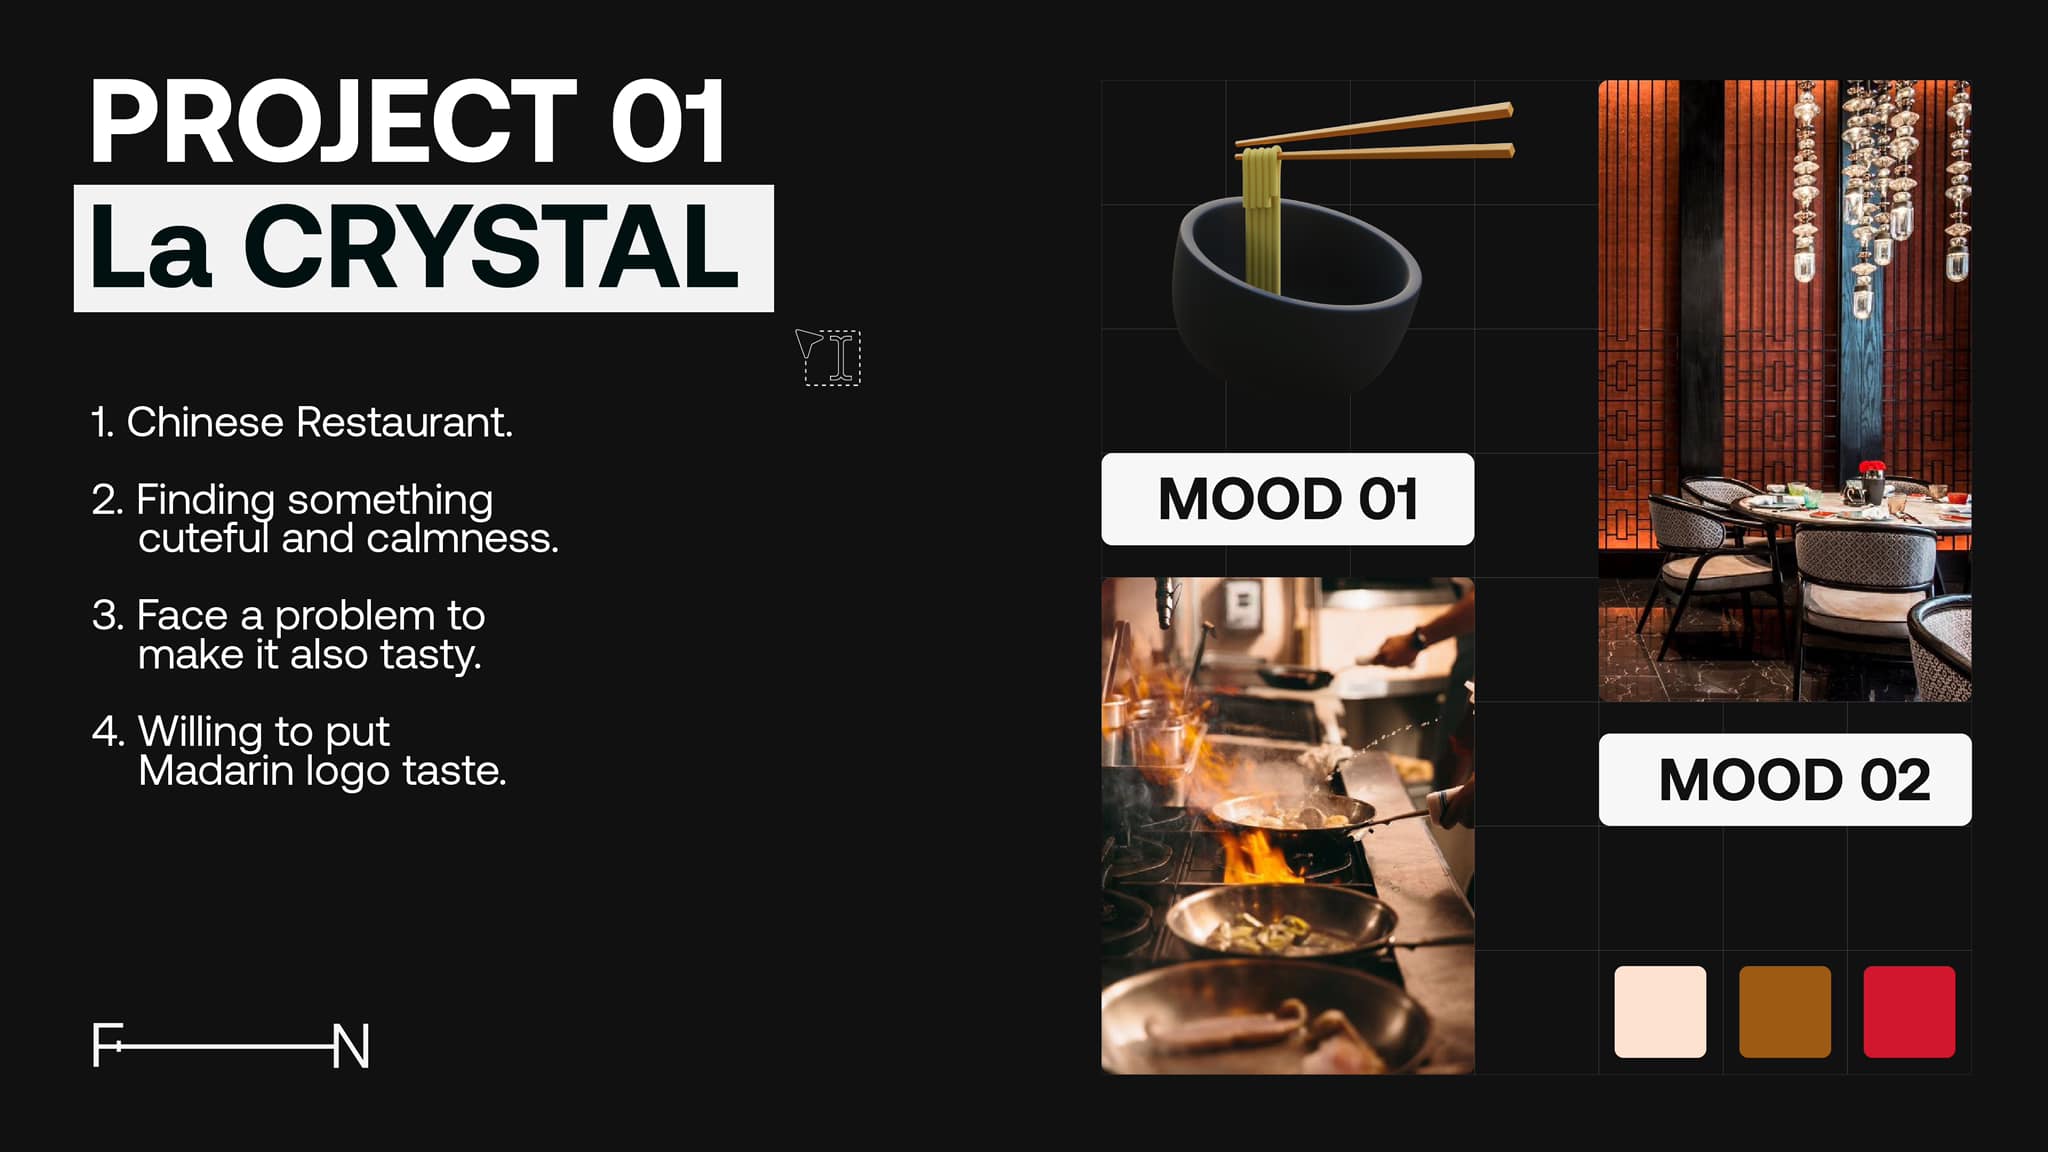 PROJECT 01
La CRYSTAL
1. Chinese Restaurant.
2. Finding something
cuteful and calmness.
3. Face a problem to
make it also tasty.
4. Willing to put
Madarin logo taste.
F N
MOOD 01
MOOD 02